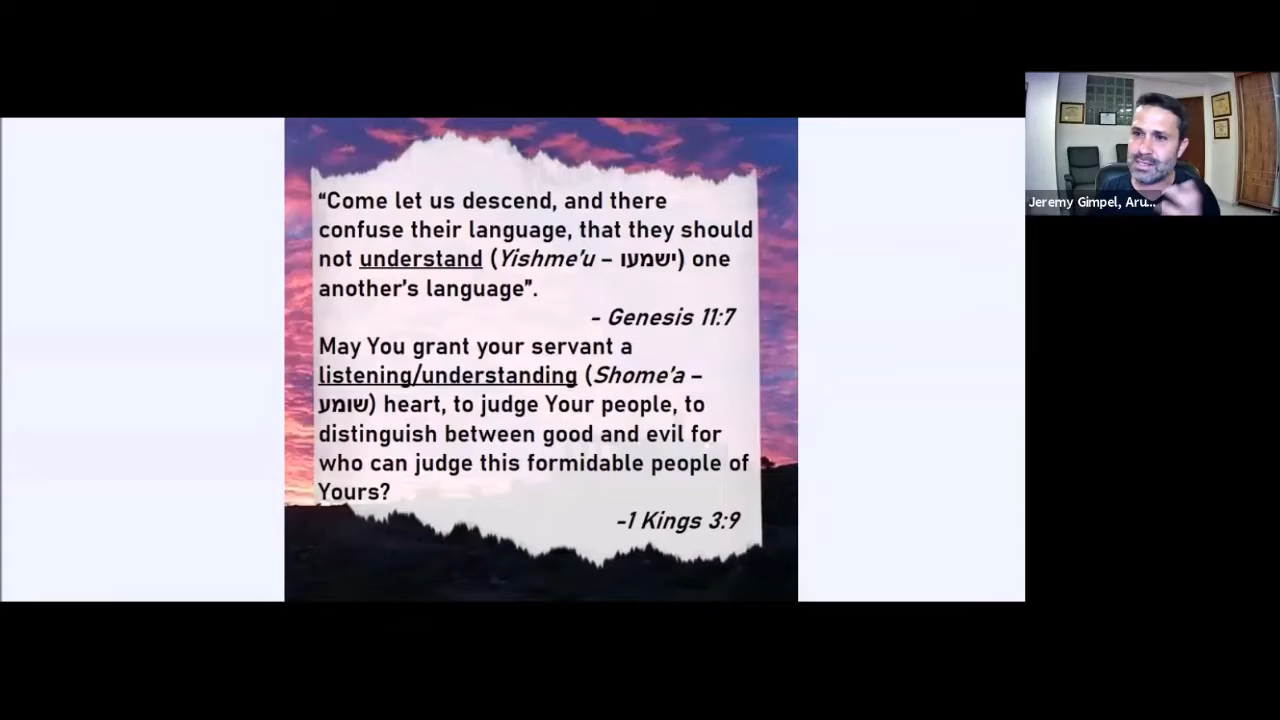 “Come let us descend, and there
confuse their language, that they should
not understand (Yishme'u – ישמעו) one
another's language”.
- Genesis 11:7
May You grant your servant a
listening/understanding (Shome'a –
שומע) heart, to judge Your people, to
distinguish between good and evil for
who can judge this formidable people of
Yours?
-1 Kings 3:9
Jeremy Gimpel, Aru...